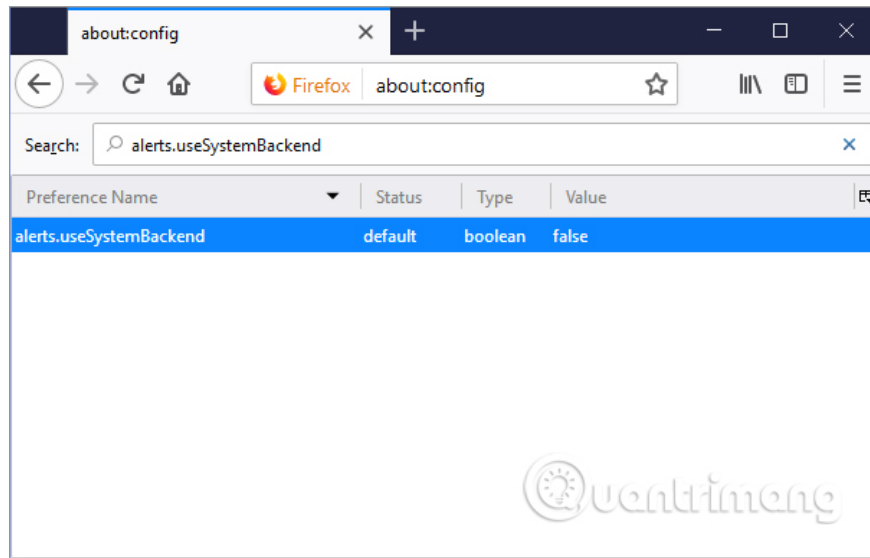 about:config
Firefox about:config
Search: alerts.useSystemBackend
Preference Name Status Type Value
alerts.useSystemBackend default boolean false
Quantrimang